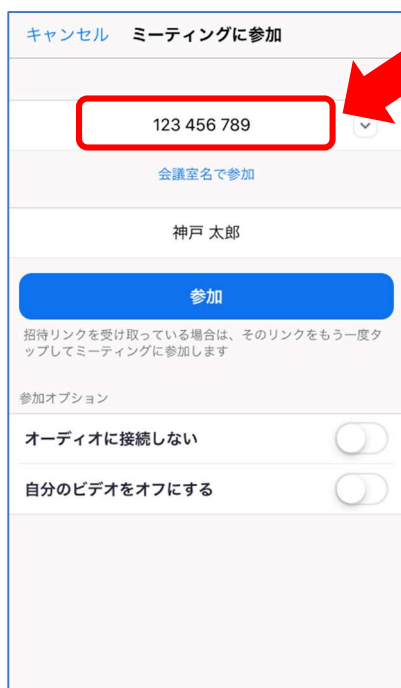 キャンセル ミーティングに参加
123 456 789
会議室名で参加
神戸 太郎
参加
招待リンクを受け取っている場合は、そのリンクをもう一度タ
ップしてミーティングに参加します
参加オプション
オーディオに接続しない
自分のビデオをオフにする